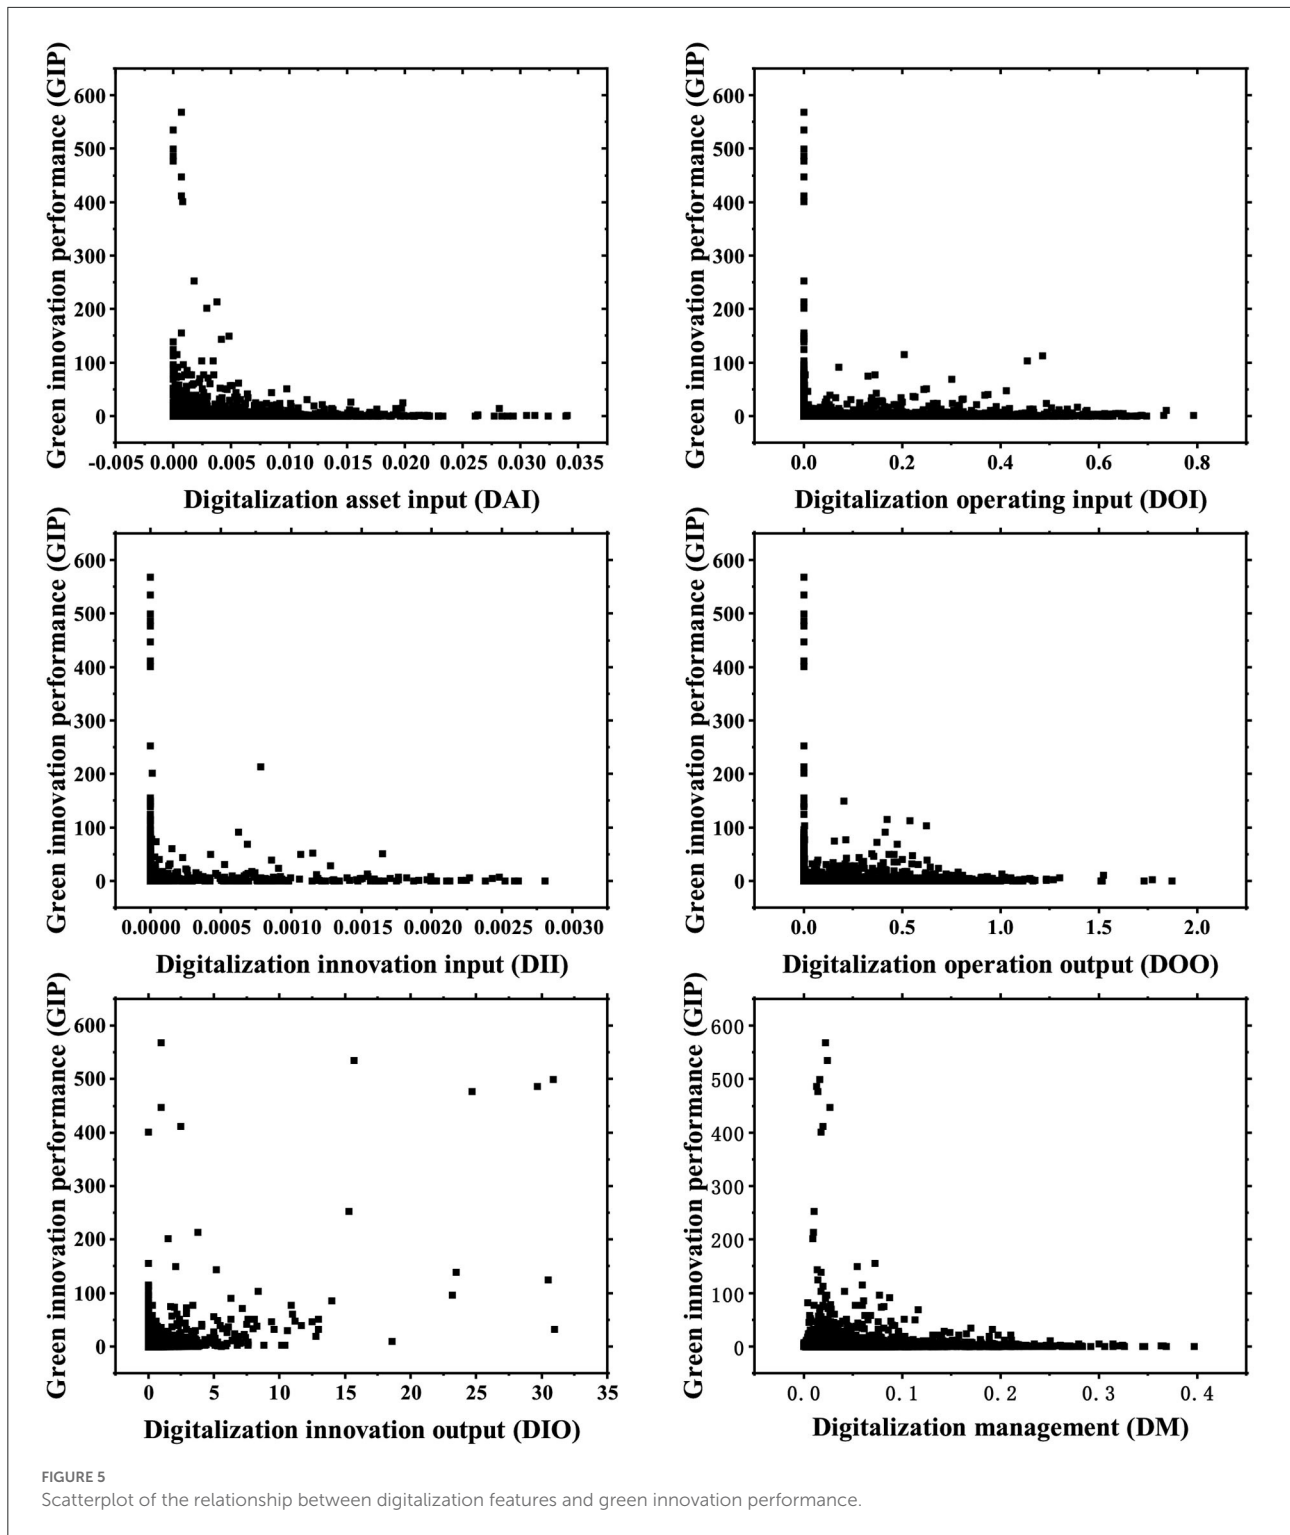 Green innovation performance (GIP)
600
500
400
300
200
100
0
-0.005 0.000 0.005 0.010 0.015 0.020 0.025 0.030 0.035
Digitalization asset input (DAI)
Green innovation performance (GIP)
600
500
400
300
200
100
0
0.0 0.2 0.4 0.6 0.8
Digitalization operating input (DOI)
Green innovation performance (GIP)
600
500
400
300
200
100
0
0.0000 0.0005 0.0010 0.0015 0.0020 0.0025 0.0030
Digitalization innovation input (DII)
Green innovation performance (GIP)
600
500
400
300
200
100
0
0.0 0.5 1.0 1.5 2.0
Digitalization operation output (DOO)
Green innovation performance (GIP)
600
500
400
300
200
100
0
0 5 10 15 20 25 30 35
Digitalization innovation output (DIO)
Green innovation performance (GIP)
600
500
400
300
200
100
0
0.0 0.1 0.2 0.3 0.4
Digitalization management (DM)
FIGURE 5
Scatterplot of the relationship between digitalization features and green innovation performance.